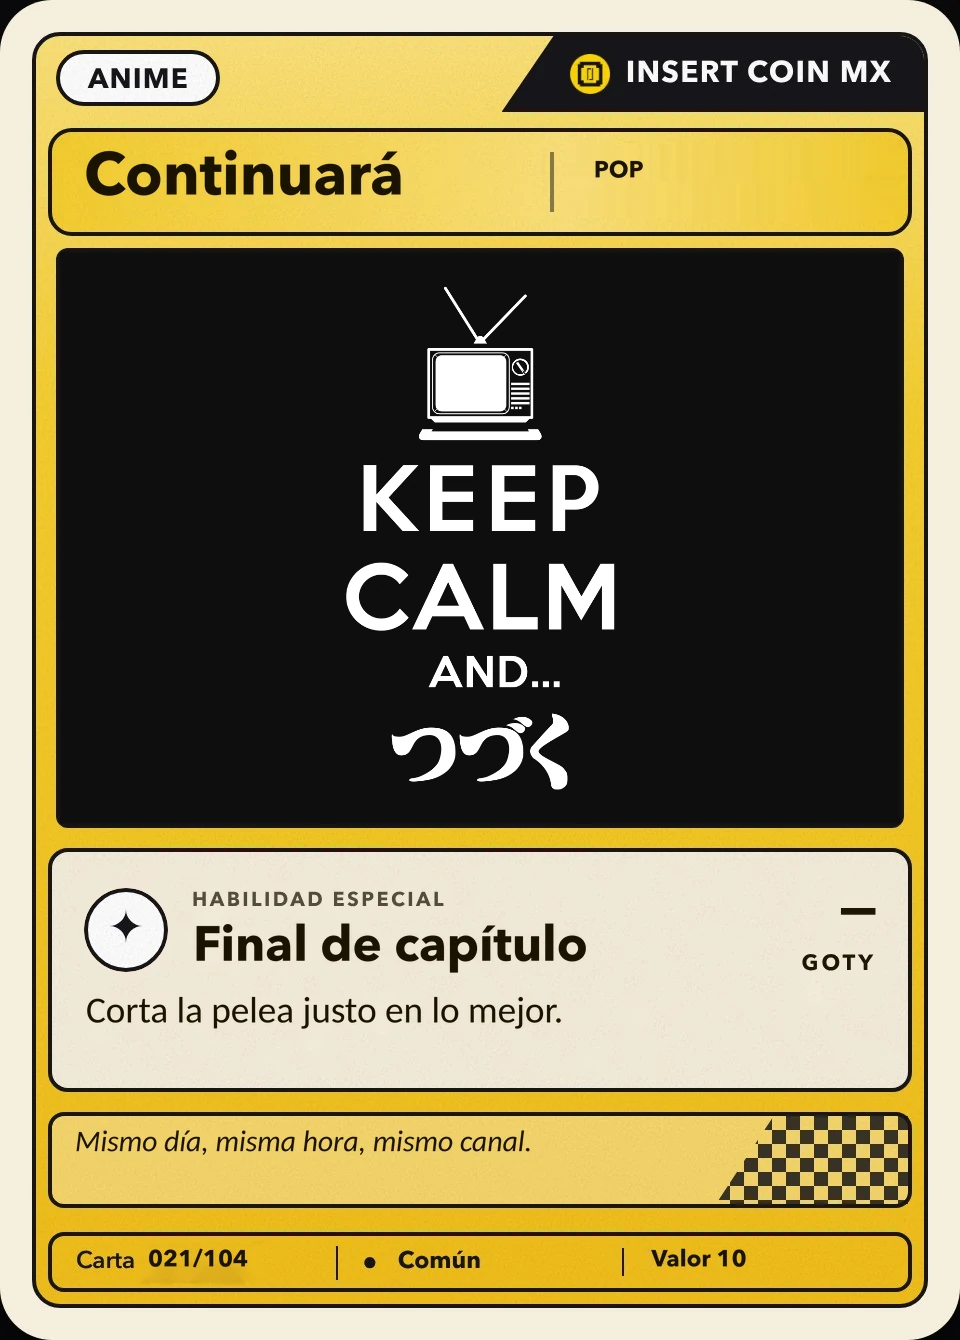 ANIME
INSERT COIN MX
Continuará
POP
KEEP
CALM
AND...
つづく
HABILIDAD ESPECIAL
Final de capítulo
—
GOTY
Corta la pelea justo en lo mejor.
Mismo día, misma hora, mismo canal.
Carta 021/104
● Común
Valor 10